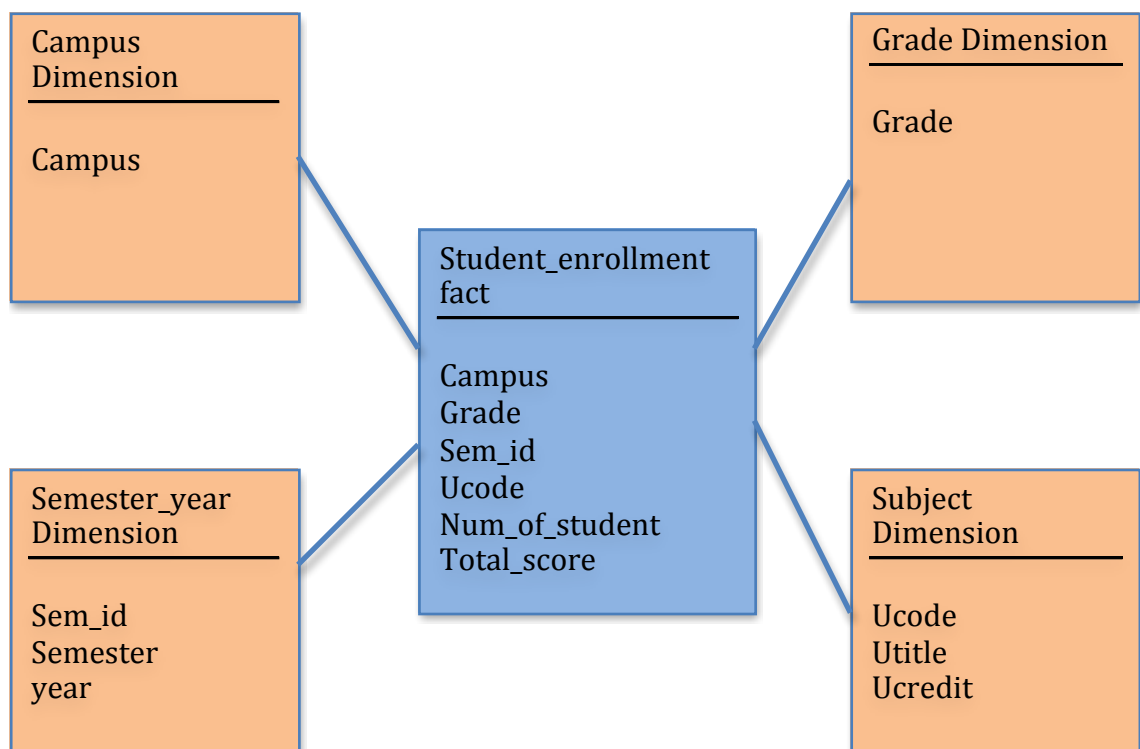 Campus
Dimension
Campus
Grade Dimension
Grade
Student_enrollment
fact
Campus
Grade
Sem_id
Ucode
Num_of_student
Total_score
Semester_year
Dimension
Sem_id
Semester
year
Subject
Dimension
Ucode
Utitle
Ucredit